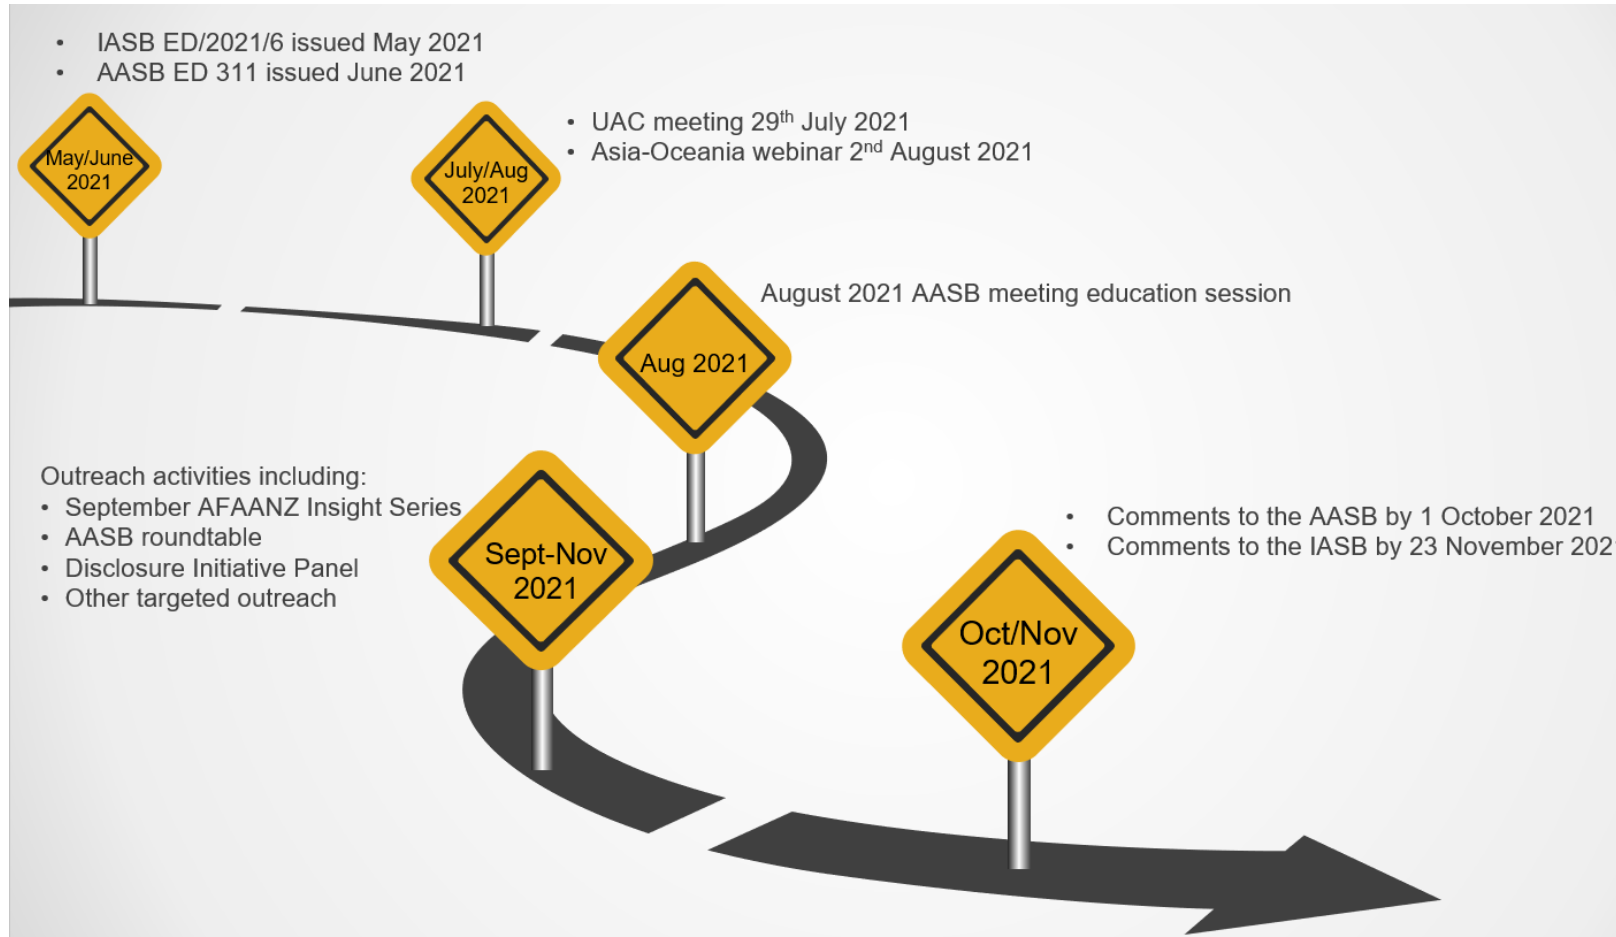 • IASB ED/2021/6 issued May 2021
• AASB ED 311 issued June 2021
May/June
2021
• UAC meeting 29th July 2021
• Asia-Oceania webinar 2nd August 2021
July/Aug
2021
August 2021 AASB meeting education session
Aug 2021
Outreach activities including:
• September AFAANZ Insight Series
• AASB roundtable
• Disclosure Initiative Panel
• Other targeted outreach
Sept-Nov
2021
• Comments to the AASB by 1 October 2021
• Comments to the IASB by 23 November 202
Oct/Nov
2021